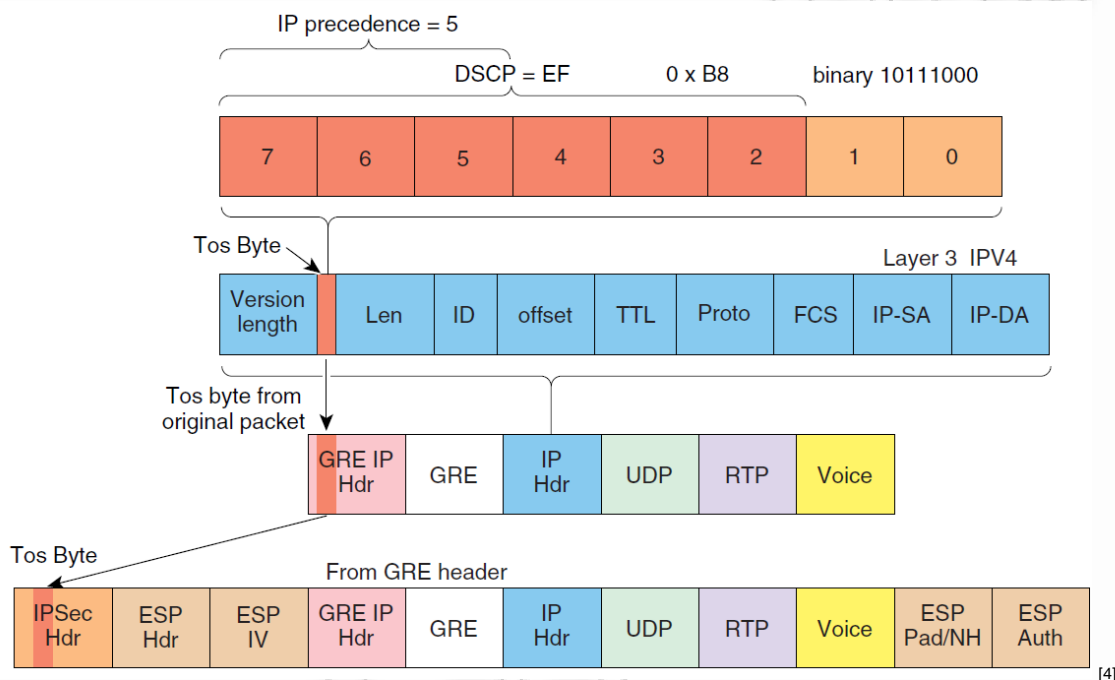 IP precedence = 5
DSCP = EF 0 x B8 binary 10111000
7 6 5 4 3 2 1 0
Tos Byte
Layer 3 IPV4
Version length Len ID offset TTL Proto FCS IP-SA IP-DA
Tos byte from
original packet
GRE IP Hdr GRE IP Hdr UDP RTP Voice
Tos Byte
From GRE header
IPSec Hdr ESP Hdr ESP IV GRE IP Hdr GRE IP Hdr UDP RTP Voice ESP Pad/NH ESP Auth
[4]